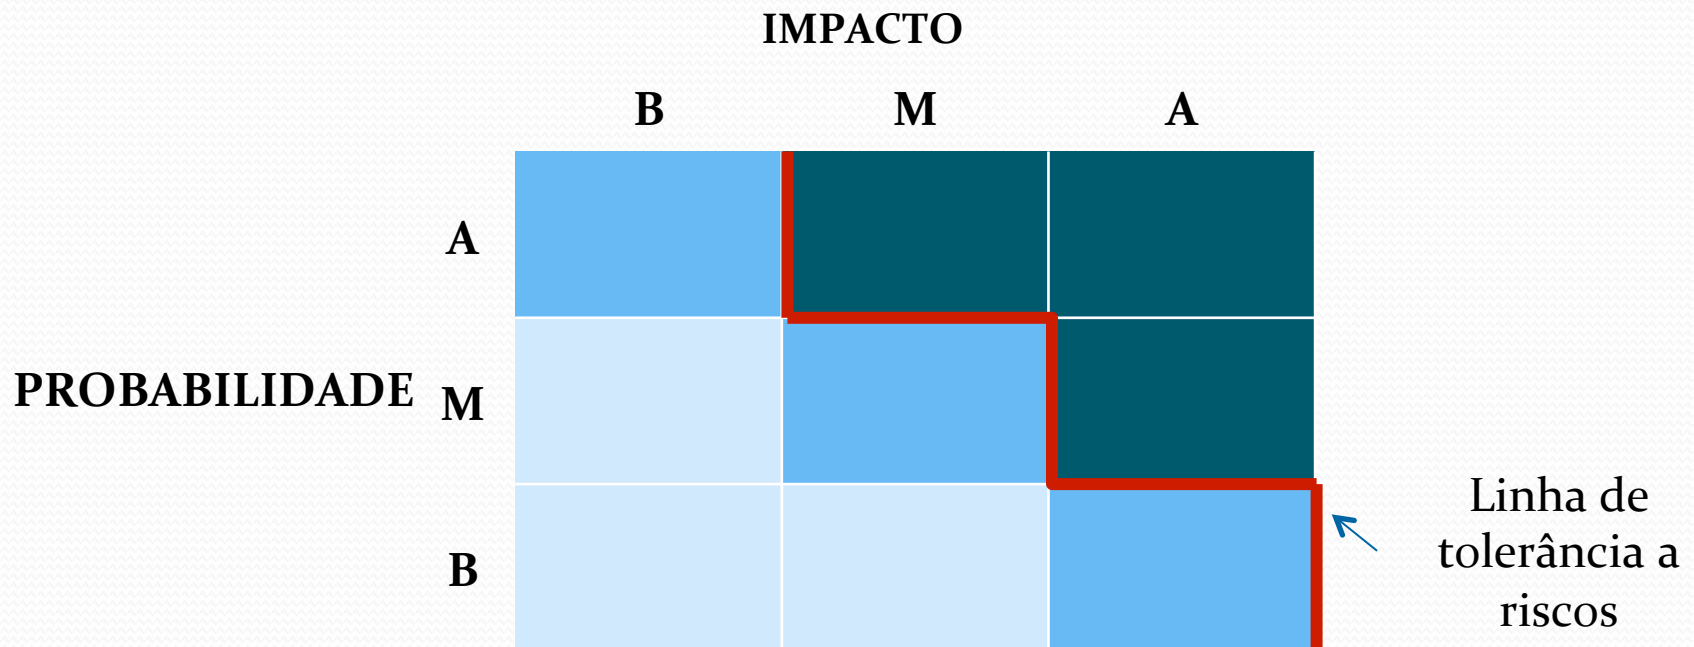 IMPACTO
B M A
A
PROBABILIDADE M
B
Linha de
tolerância a
riscos